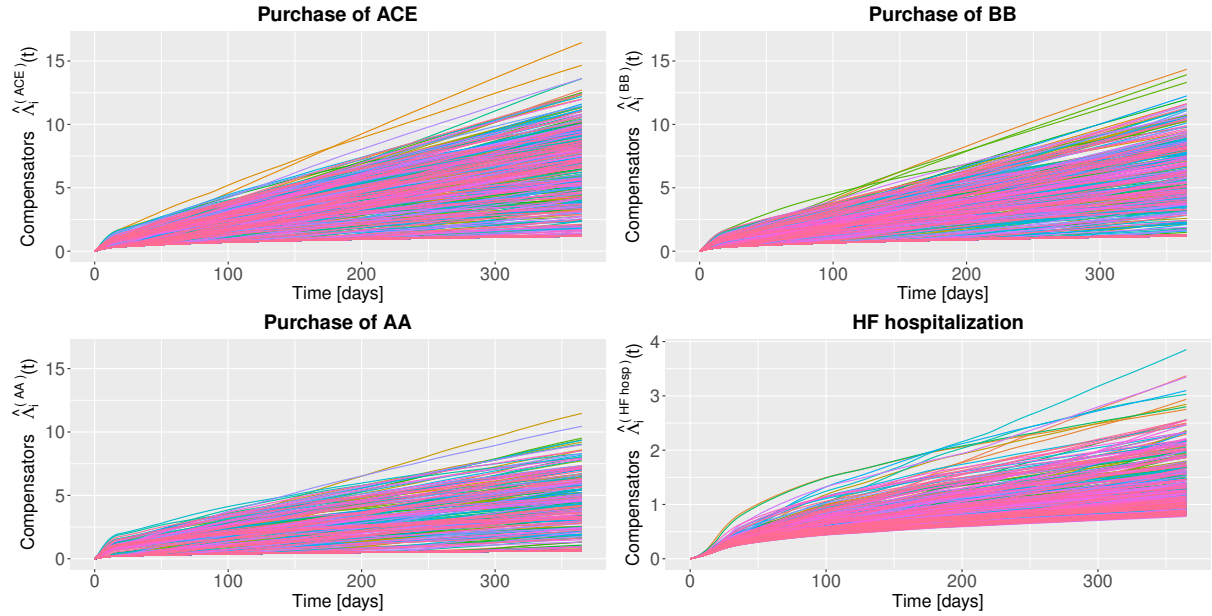 Purchase of ACE
Compensators Λ̂ᵢ⁽ᴬᶜᴱ⁾(t)
15
10
5
0
0 100 200 300
Time [days]
Purchase of BB
Compensators Λ̂ᵢ⁽ᴮᴮ⁾(t)
15
10
5
0
0 100 200 300
Time [days]
Purchase of AA
Compensators Λ̂ᵢ⁽ᴬᴬ⁾(t)
15
10
5
0
0 100 200 300
Time [days]
HF hospitalization
Compensators Λ̂ᵢ^(HF hosp)(t)
4
3
2
1
0
0 100 200 300
Time [days]